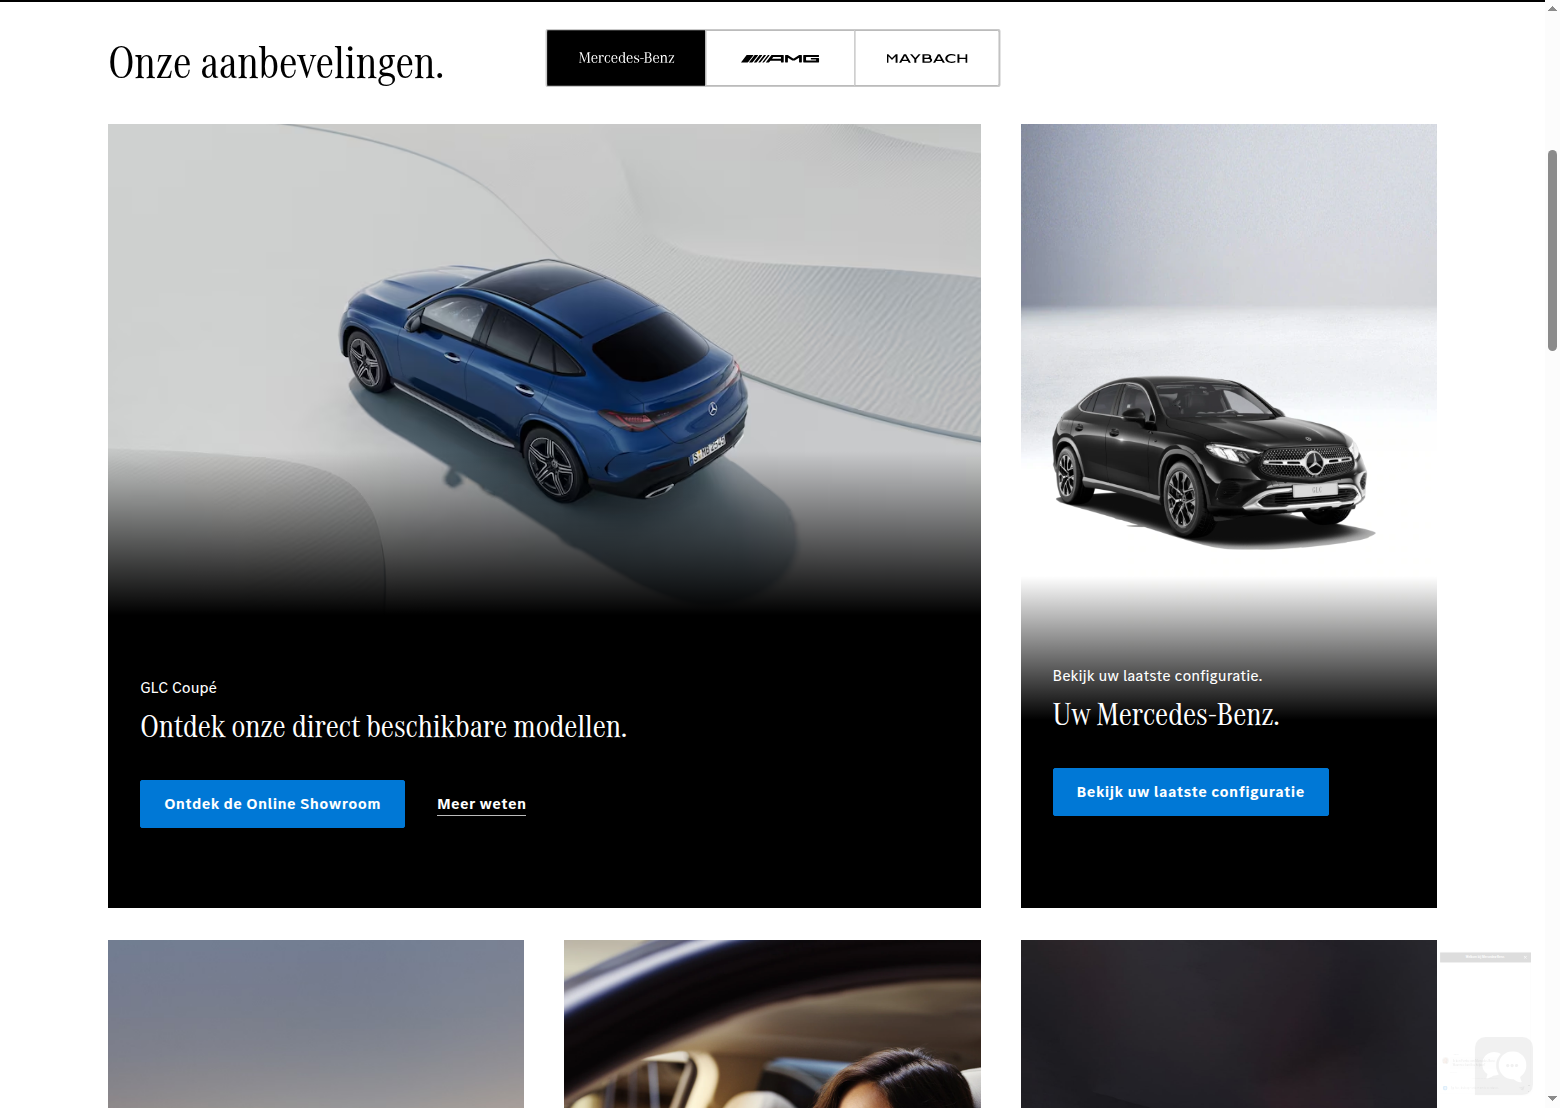 Onze aanbevelingen.
Mercedes-Benz
AMG
MAYBACH
GLC Coupé
Ontdek onze direct beschikbare modellen.
Ontdek de Online Showroom
Meer weten
GLC
Bekijk uw laatste configuratie.
Uw Mercedes-Benz.
Bekijk uw laatste configuratie